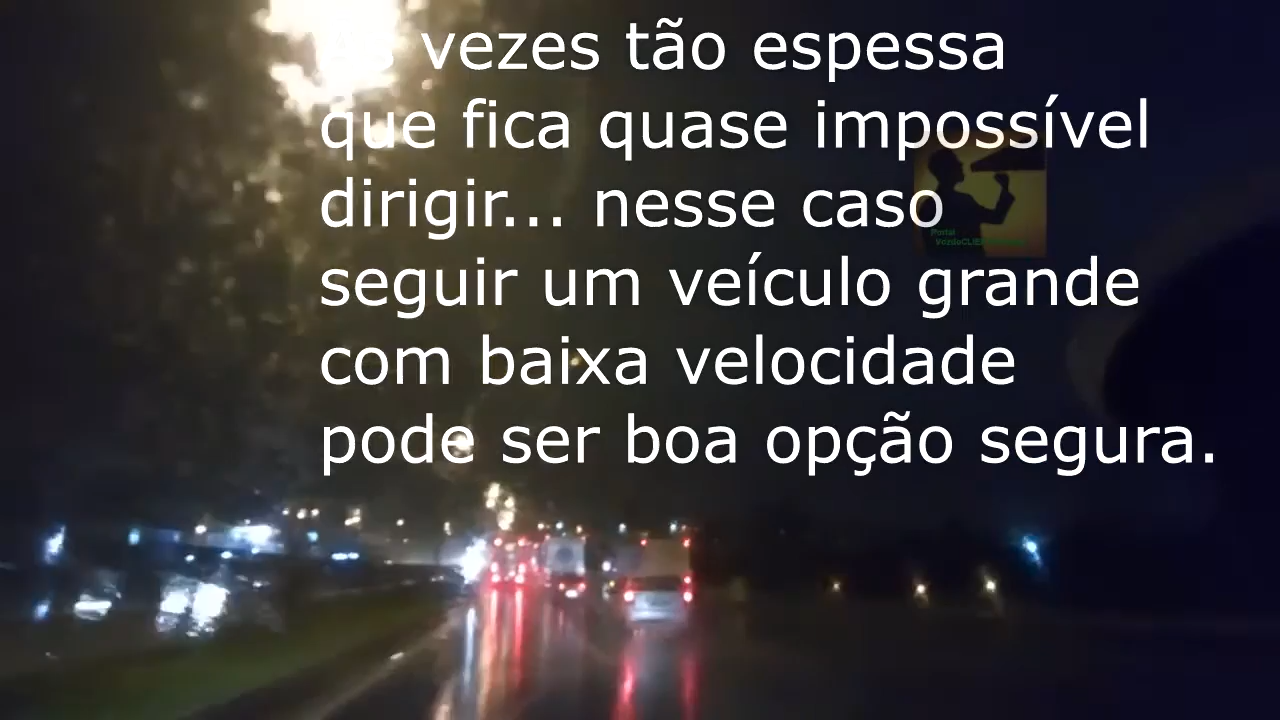 vezes tão espessa
que fica quase impossível
dirigir... nesse caso
seguir um veículo grande
com baixa velocidade
pode ser boa opção segura.
Portal